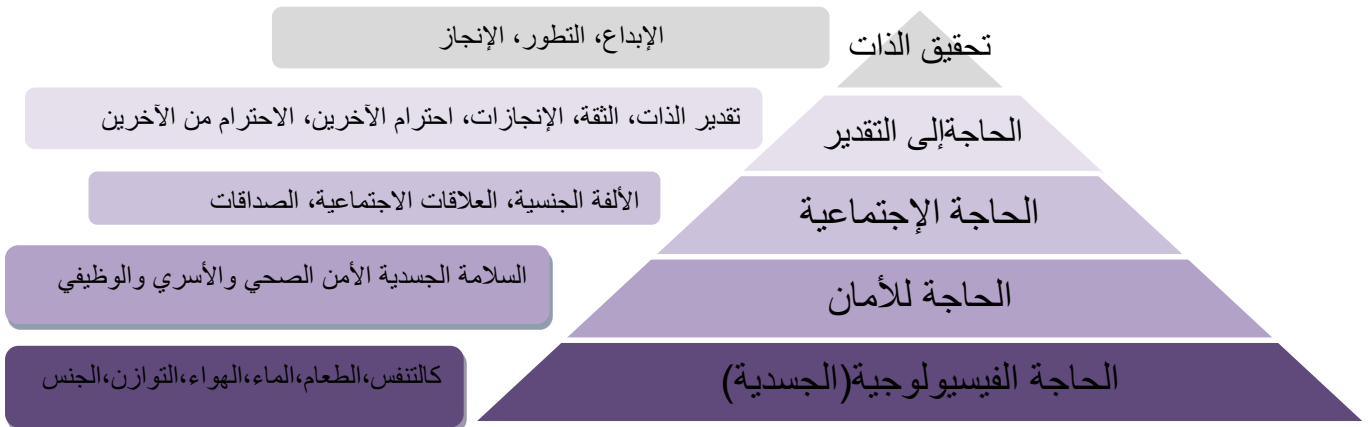 تحقيق الذات
الإبداع، التطور، الإنجاز
الحاجةإلى التقدير
تقدير الذات، الثقة، الإنجازات، احترام الآخرين، الاحترام من الآخرين
الحاجة الإجتماعية
الألفة الجنسية، العلاقات الاجتماعية، الصداقات
الحاجة للأمان
السلامة الجسدية الأمن الصحي والأسري والوظيفي
الحاجة الفيسيولوجية(الجسدية)
كالتنفس،الطعام،الماء،الهواء،التوازن،الجنس